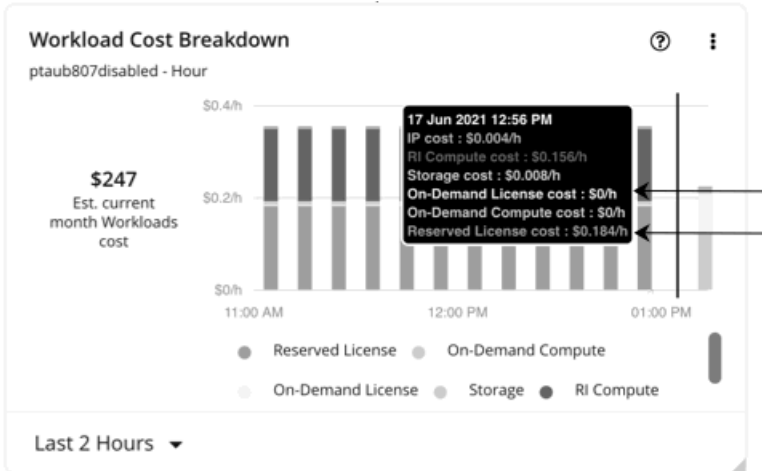 Workload Cost Breakdown
ptaub807disabled - Hour
$0.4/h
17 Jun 2021 12:56 PM
IP cost : $0.004/h
RI Compute cost : $0.156/h
Storage cost : $0.008/h
On-Demand License cost : $0/h
On-Demand Compute cost : $0/h
Reserved License cost : $0.184/h
$247
Est. current
month Workloads
cost
$0.2/h
$0/h
11:00 AM 12:00 PM 01:00 PM
Reserved License On-Demand Compute
On-Demand License Storage RI Compute
Last 2 Hours